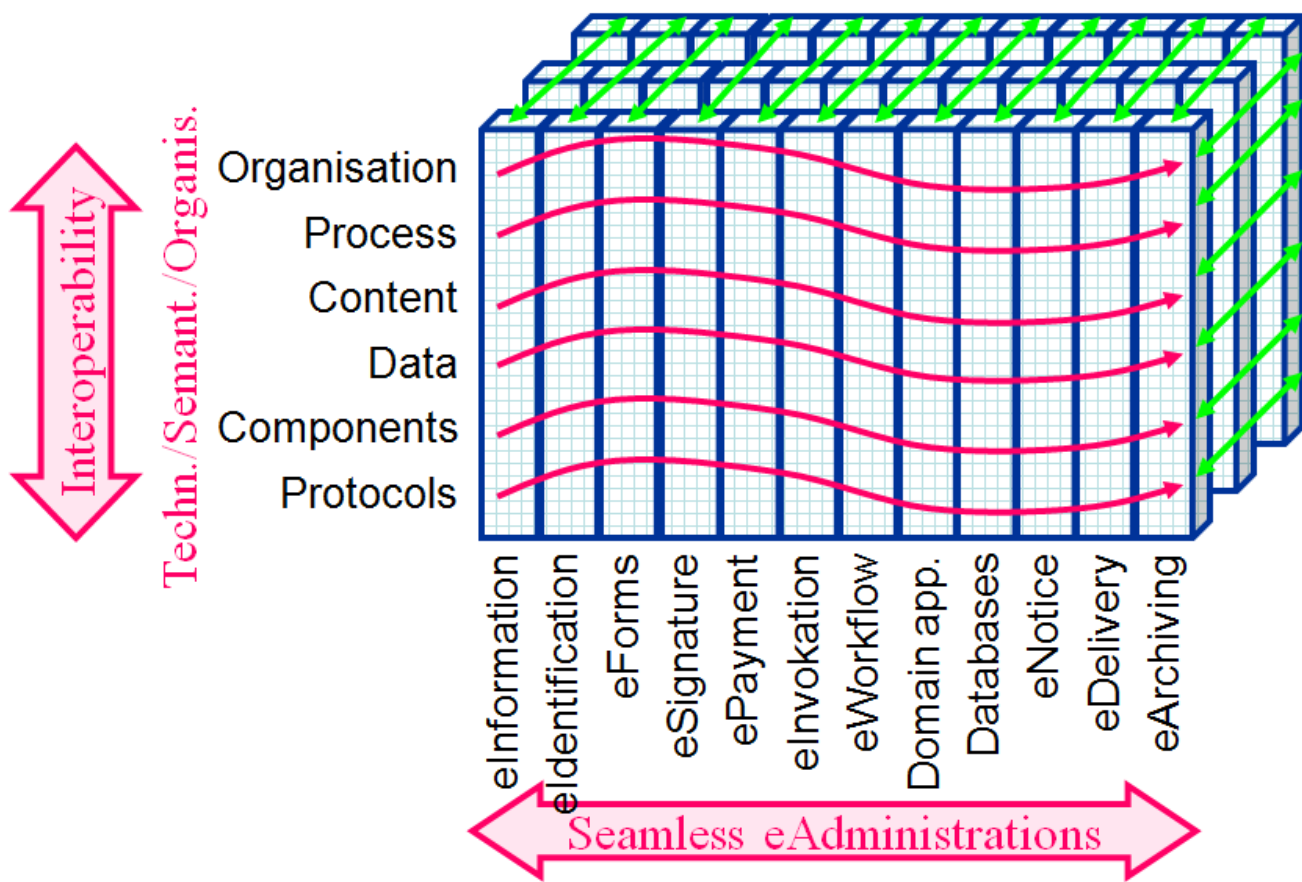 Interoperability
Techn./Semant./Organis.
Organisation
Process
Content
Data
Components
Protocols
eInformation
eIdentification
eForms
eSignature
ePayment
eInvokation
eWorkflow
Domain app.
Databases
eNotice
eDelivery
eArchiving
Seamless eAdministrations